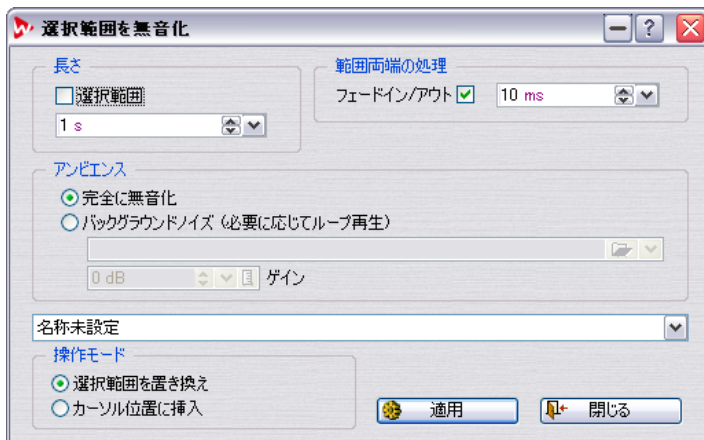 選択範囲を無音化
長さ
選択範囲
1 s
範囲両端の処理
フェードイン/アウト
10 ms
アンビエンス
完全に無音化
バックグラウンドノイズ (必要に応じてループ再生)
0 dB
ゲイン
名称未設定
操作モード
選択範囲を置き換え
カーソル位置に挿入
適用
閉じる